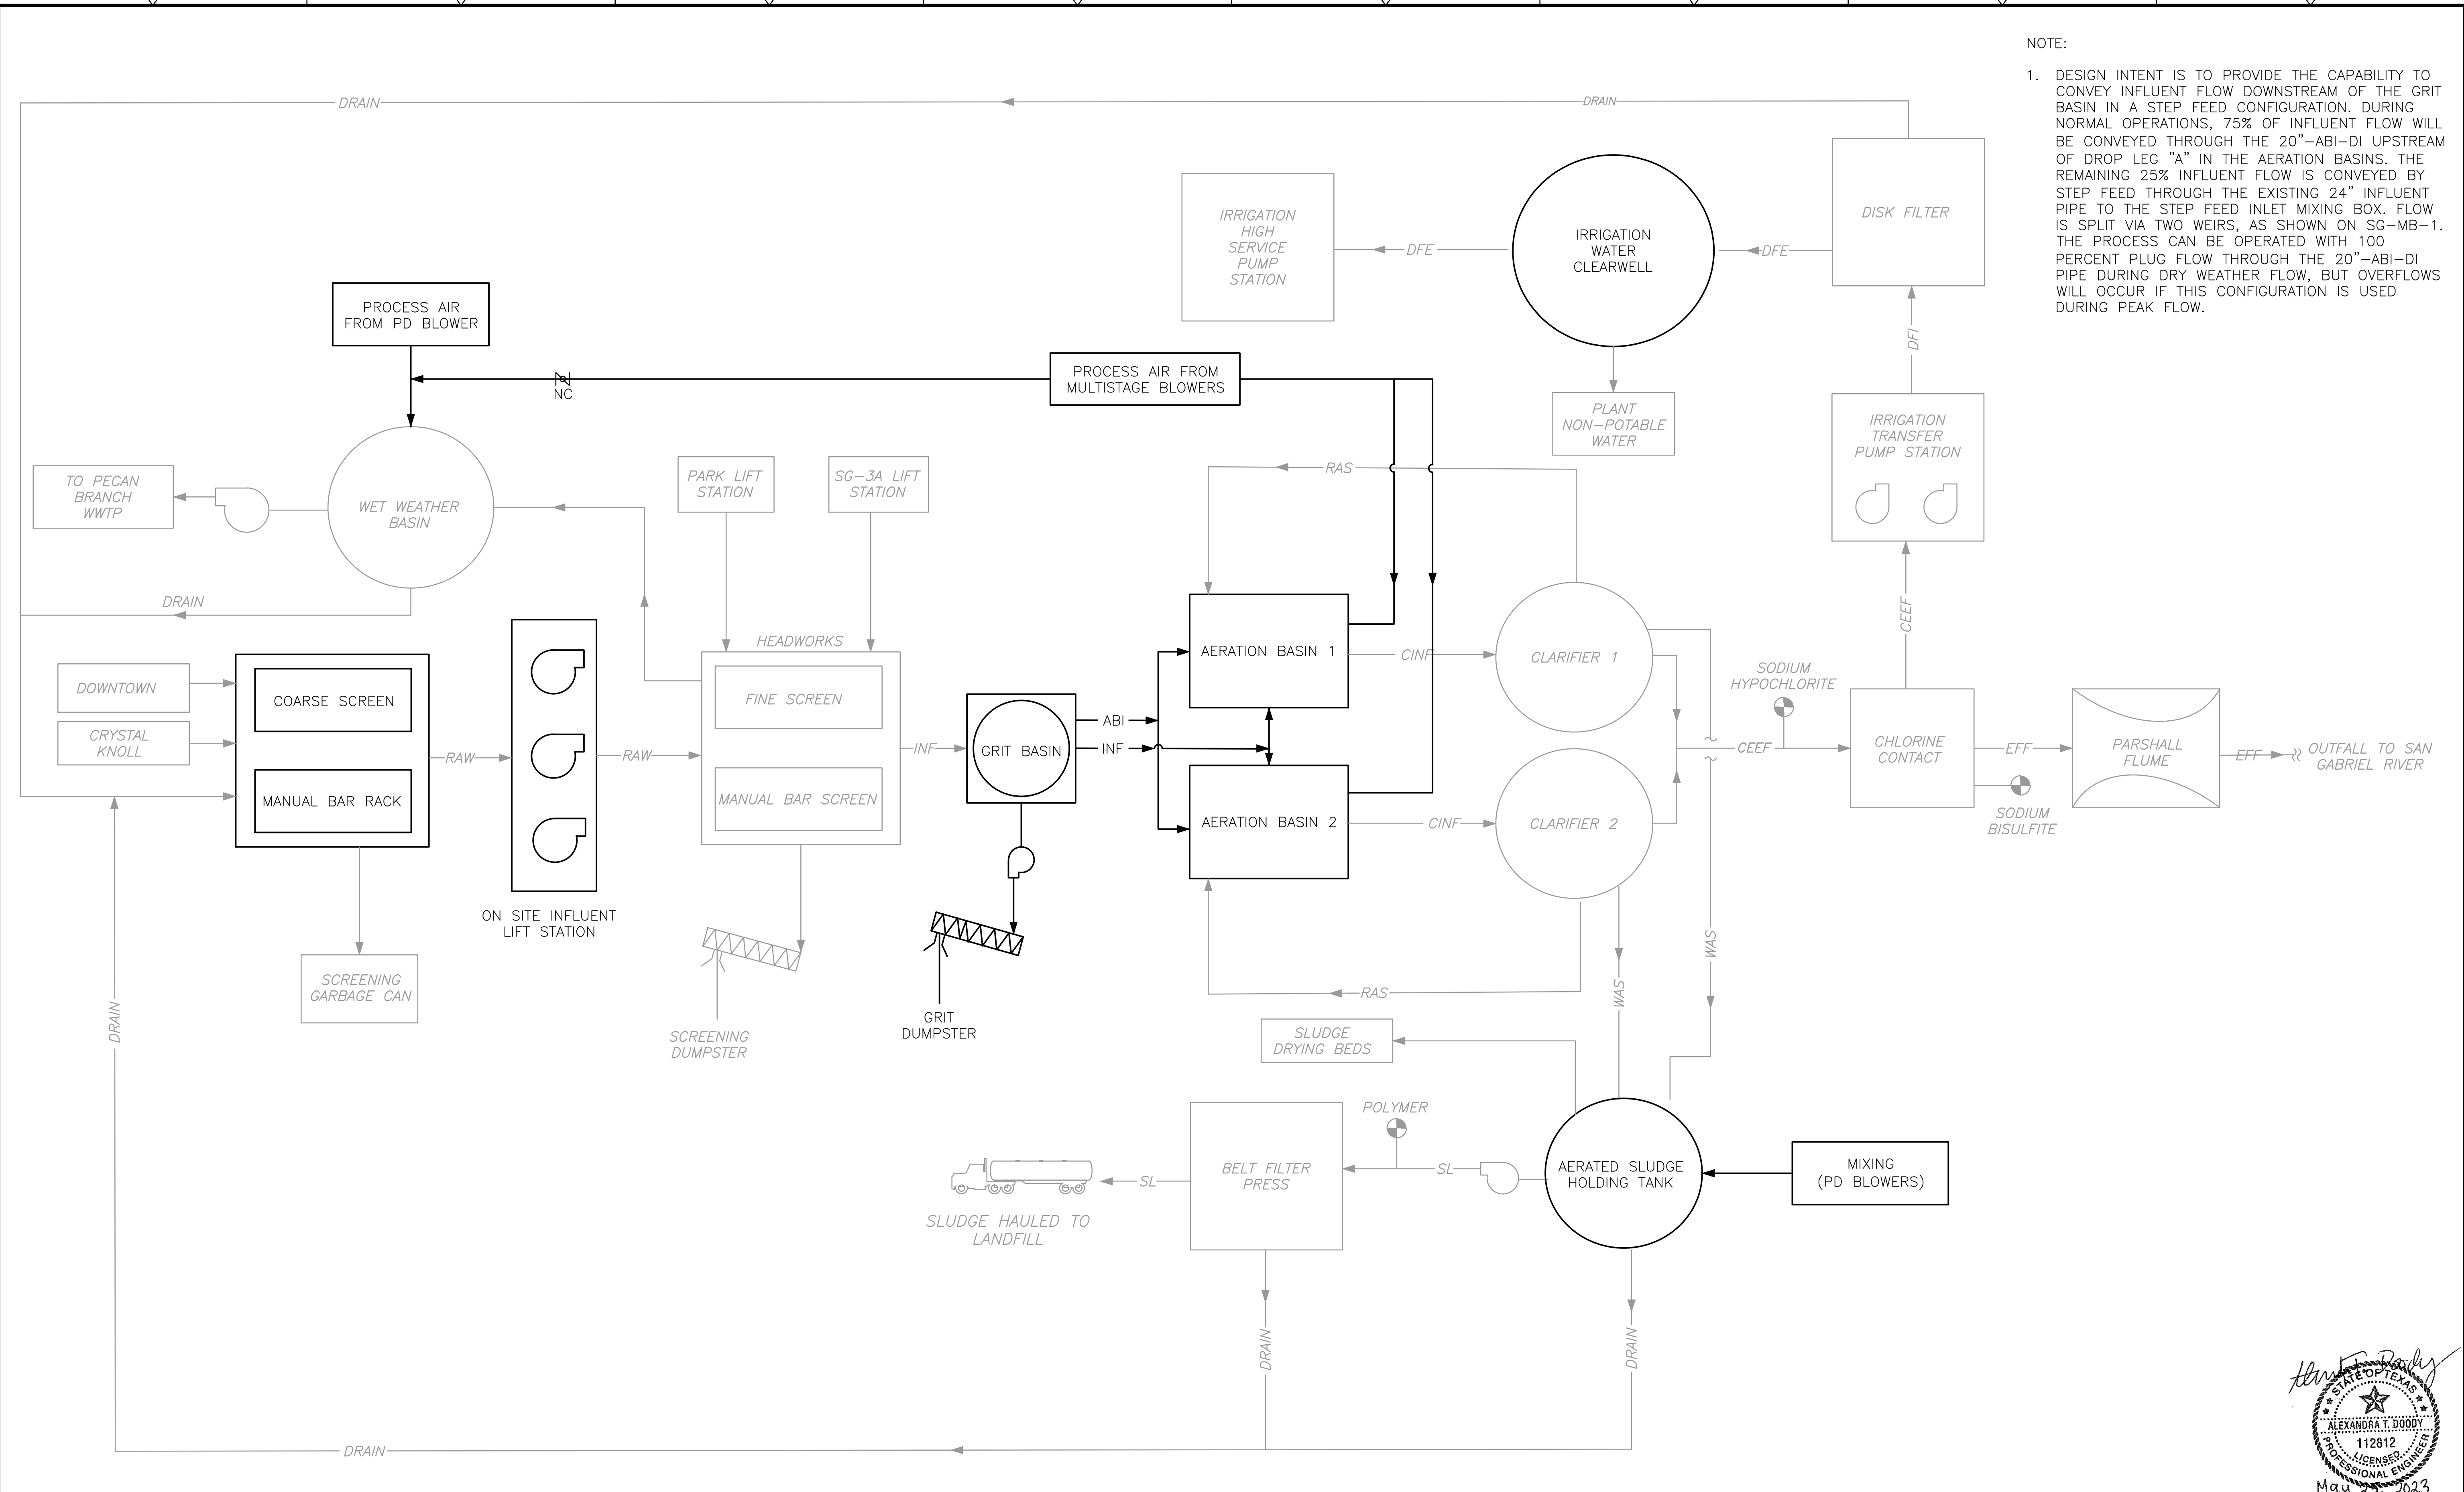 NOTE:
1. DESIGN INTENT IS TO PROVIDE THE CAPABILITY TO
CONVEY INFLUENT FLOW DOWNSTREAM OF THE GRIT
BASIN IN A STEP FEED CONFIGURATION. DURING
NORMAL OPERATIONS, 75% OF INFLUENT FLOW WILL
BE CONVEYED THROUGH THE 20"-ABI-DI UPSTREAM
OF DROP LEG "A" IN THE AERATION BASINS. THE
REMAINING 25% INFLUENT FLOW IS CONVEYED BY
STEP FEED THROUGH THE EXISTING 24" INFLUENT
PIPE TO THE STEP FEED INLET MIXING BOX. FLOW
IS SPLIT VIA TWO WEIRS, AS SHOWN ON SG-MB-1.
THE PROCESS CAN BE OPERATED WITH 100
PERCENT PLUG FLOW THROUGH THE 20"-ABI-DI
PIPE DURING DRY WEATHER FLOW, BUT OVERFLOWS
WILL OCCUR IF THIS CONFIGURATION IS USED
DURING PEAK FLOW.
DRAIN
DRAIN
IRRIGATION
HIGH
SERVICE
PUMP
STATION
DFE
IRRIGATION
WATER
CLEARWELL
DFE
DISK FILTER
DFI
PROCESS AIR
FROM PD BLOWER
NC
PROCESS AIR FROM
MULTISTAGE BLOWERS
PLANT
NON-POTABLE
WATER
IRRIGATION
TRANSFER
PUMP STATION
TO PECAN
BRANCH
WWTP
WET WEATHER
BASIN
PARK LIFT
STATION
SG-3A LIFT
STATION
RAS
DRAIN
CEEF
HEADWORKS
DOWNTOWN
CRYSTAL
KNOLL
COARSE SCREEN
MANUAL BAR RACK
RAW
ON SITE INFLUENT
LIFT STATION
RAW
FINE SCREEN
MANUAL BAR SCREEN
INF
GRIT BASIN
ABI
INF
AERATION BASIN 1
AERATION BASIN 2
CINF
CINF
CLARIFIER 1
CLARIFIER 2
SODIUM
HYPOCHLORITE
CEEF
CHLORINE
CONTACT
EFF
SODIUM
BISULFITE
PARSHALL
FLUME
EFF
OUTFALL TO SAN
GABRIEL RIVER
SCREENING
GARBAGE CAN
SCREENING
DUMPSTER
GRIT
DUMPSTER
RAS
WAS
WAS
DRAIN
SLUDGE
DRYING BEDS
POLYMER
SL
BELT FILTER
PRESS
SL
SLUDGE HAULED TO
LANDFILL
AERATED SLUDGE
HOLDING TANK
MIXING
(PD BLOWERS)
DRAIN
DRAIN
DRAIN
STATE OF TEXAS
ALEXANDRA T. DOODY
112812
LICENSED
PROFESSIONAL ENGINEER
May 25, 2023